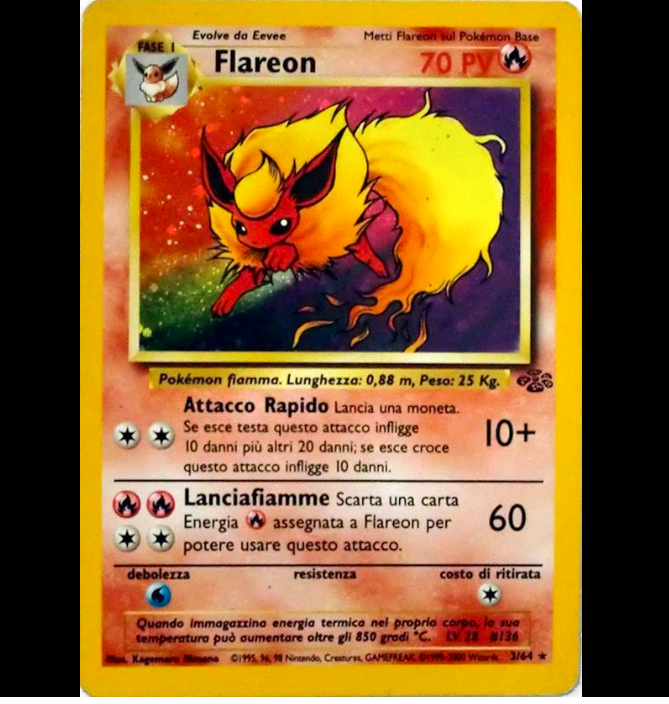 Evolve da Eevee
Metti Flareon sul Pokémon Base
FASE 1
Flareon
70 PV
Pokémon fiamma. Lunghezza: 0,88 m, Peso: 25 Kg.
Attacco Rapido Lancia una moneta.
Se esce testa questo attacco infligge
10 danni più altri 20 danni; se esce croce
questo attacco infligge 10 danni.
10+
Lanciafiamme Scarta una carta
Energia assegnata a Flareon per
potere usare questo attacco.
60
debolezza
resistenza
costo di ritirata
Quando immagazzina energia termica nel proprio corpo, la sua
temperatura può aumentare oltre gli 850 gradi °C. LV. 28 #136
Illus. Kagemaru Himeno ©1995, 96, 98 Nintendo, Creatures, GAMEFREAK. ©1999-2000 Wizards. 3/64 ★